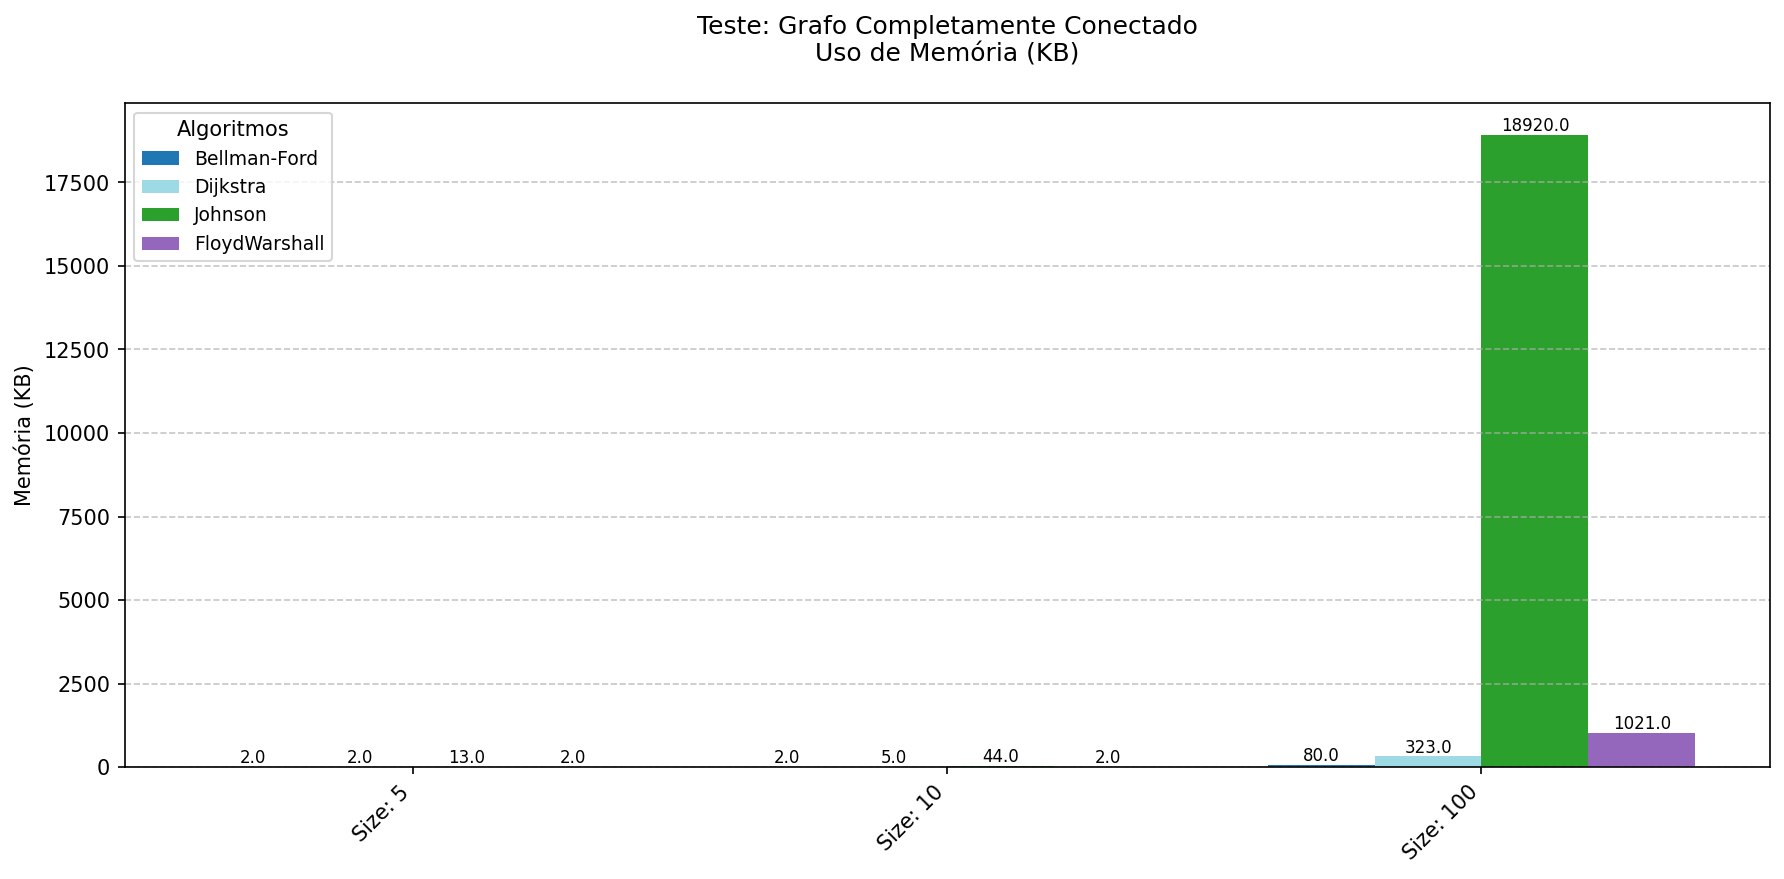 Teste: Grafo Completamente Conectado
Uso de Memória (KB)
Algoritmos
Bellman-Ford
Dijkstra
Johnson
FloydWarshall
Memória (KB)
17500
15000
12500
10000
7500
5000
2500
0
2.0
2.0
13.0
2.0
2.0
5.0
44.0
2.0
80.0
323.0
18920.0
1021.0
Size: 5
Size: 10
Size: 100